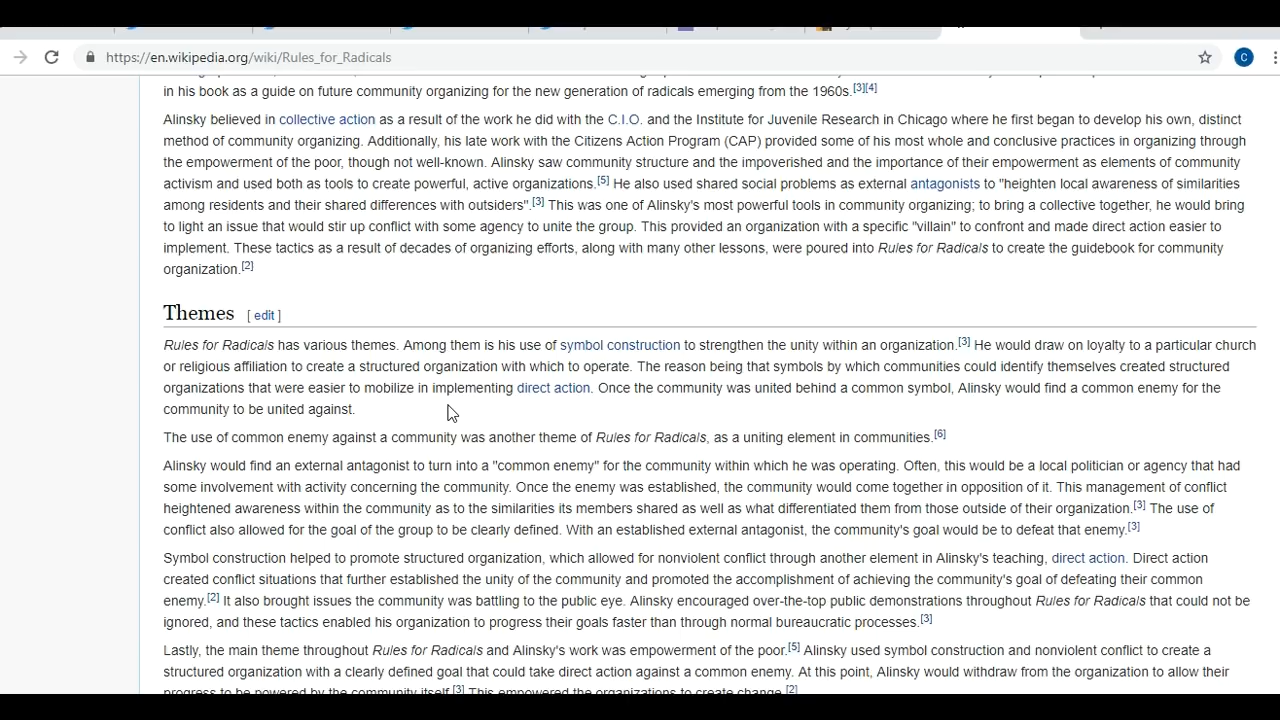 https://en.wikipedia.org/wiki/Rules_for_Radicals
C
in his book as a guide on future community organizing for the new generation of radicals emerging from the 1960s.[3][4]
Alinsky believed in collective action as a result of the work he did with the C.I.O. and the Institute for Juvenile Research in Chicago where he first began to develop his own, distinct
method of community organizing. Additionally, his late work with the Citizens Action Program (CAP) provided some of his most whole and conclusive practices in organizing through
the empowerment of the poor, though not well-known. Alinsky saw community structure and the impoverished and the importance of their empowerment as elements of community
activism and used both as tools to create powerful, active organizations.[5] He also used shared social problems as external antagonists to "heighten local awareness of similarities
among residents and their shared differences with outsiders".[3] This was one of Alinsky's most powerful tools in community organizing; to bring a collective together, he would bring
to light an issue that would stir up conflict with some agency to unite the group. This provided an organization with a specific "villain" to confront and made direct action easier to
implement. These tactics as a result of decades of organizing efforts, along with many other lessons, were poured into Rules for Radicals to create the guidebook for community
organization.[2]
Themes [ edit ]
Rules for Radicals has various themes. Among them is his use of symbol construction to strengthen the unity within an organization.[3] He would draw on loyalty to a particular church
or religious affiliation to create a structured organization with which to operate. The reason being that symbols by which communities could identify themselves created structured
organizations that were easier to mobilize in implementing direct action. Once the community was united behind a common symbol, Alinsky would find a common enemy for the
community to be united against.
The use of common enemy against a community was another theme of Rules for Radicals, as a uniting element in communities.[6]
Alinsky would find an external antagonist to turn into a "common enemy" for the community within which he was operating. Often, this would be a local politician or agency that had
some involvement with activity concerning the community. Once the enemy was established, the community would come together in opposition of it. This management of conflict
heightened awareness within the community as to the similarities its members shared as well as what differentiated them from those outside of their organization.[3] The use of
conflict also allowed for the goal of the group to be clearly defined. With an established external antagonist, the community's goal would be to defeat that enemy.[3]
Symbol construction helped to promote structured organization, which allowed for nonviolent conflict through another element in Alinsky's teaching, direct action. Direct action
created conflict situations that further established the unity of the community and promoted the accomplishment of achieving the community's goal of defeating their common
enemy.[2] It also brought issues the community was battling to the public eye. Alinsky encouraged over-the-top public demonstrations throughout Rules for Radicals that could not be
ignored, and these tactics enabled his organization to progress their goals faster than through normal bureaucratic processes.[3]
Lastly, the main theme throughout Rules for Radicals and Alinsky's work was empowerment of the poor.[5] Alinsky used symbol construction and nonviolent conflict to create a
structured organization with a clearly defined goal that could take direct action against a common enemy. At this point, Alinsky would withdraw from the organization to allow their
progress to be powered by the community itself.[3] This empowered the organizations to create change.[2]